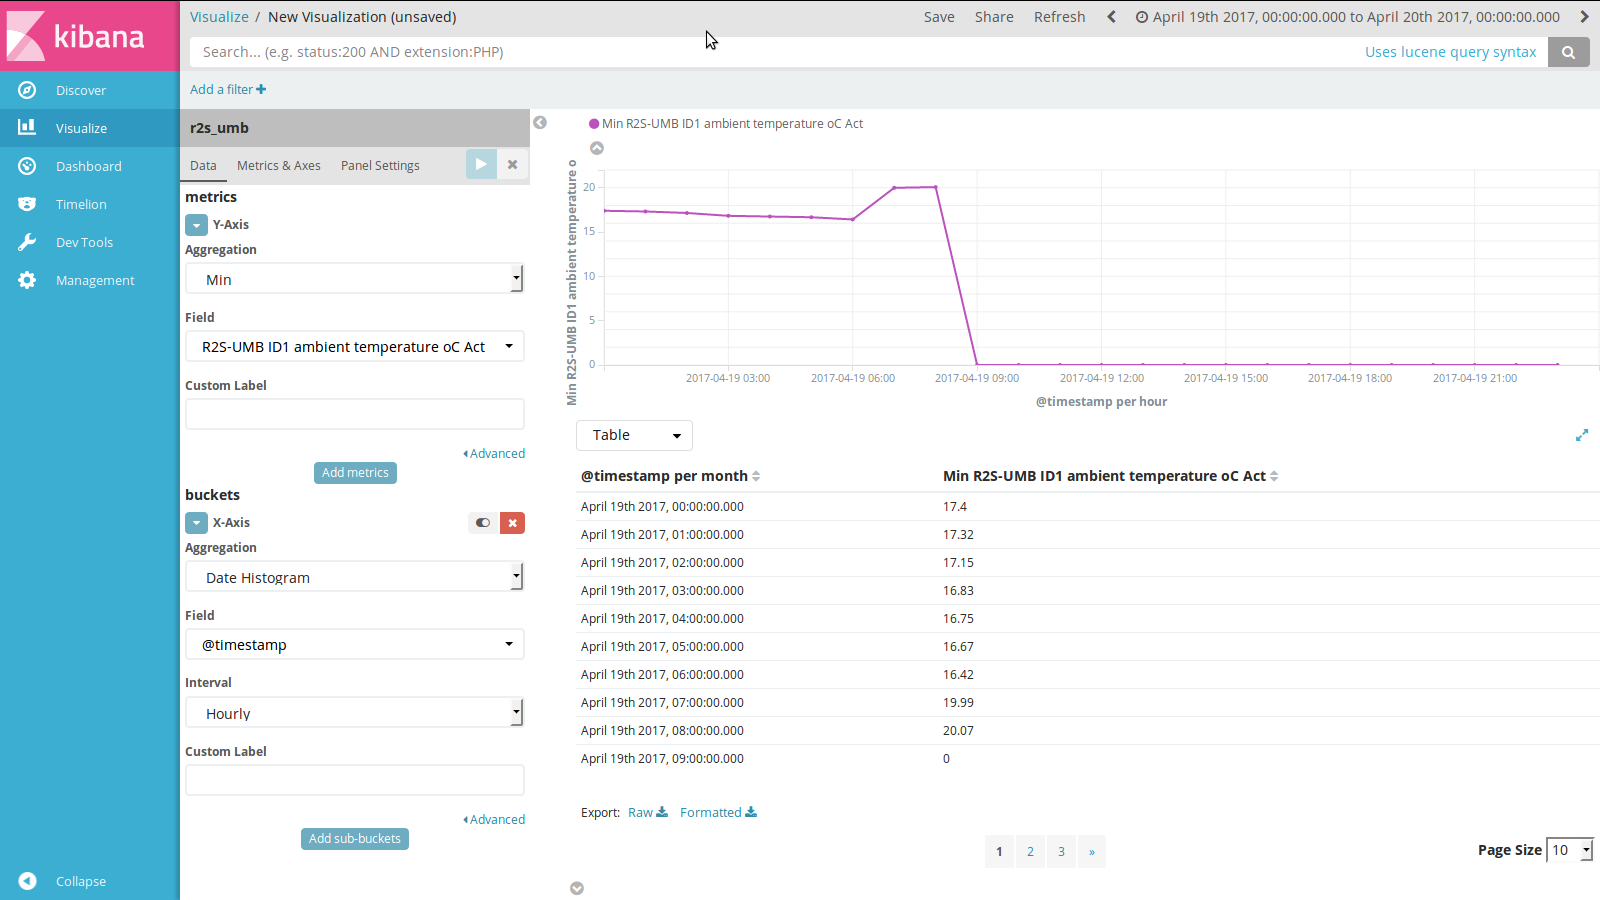 kibana
Discover
Visualize
Dashboard
Timelion
Dev Tools
Management
Collapse
Visualize / New Visualization (unsaved)
Save Share Refresh April 19th 2017, 00:00:00.000 to April 20th 2017, 00:00:00.000
Search... (e.g. status:200 AND extension:PHP) Uses lucene query syntax
Add a filter
r2s_umb
Data Metrics & Axes Panel Settings
metrics
Y-Axis
Aggregation
Min
Field
R2S-UMB ID1 ambient temperature oC Act
Custom Label
Advanced
Add metrics
buckets
X-Axis
Aggregation
Date Histogram
Field
@timestamp
Interval
Hourly
Custom Label
Advanced
Add sub-buckets
Min R2S-UMB ID1 ambient temperature oC Act
Min R2S-UMB ID1 ambient temperature o
20
15
10
5
0
2017-04-19 03:00 2017-04-19 06:00 2017-04-19 09:00 2017-04-19 12:00 2017-04-19 15:00 2017-04-19 18:00 2017-04-19 21:00
@timestamp per hour
Table
@timestamp per month Min R2S-UMB ID1 ambient temperature oC Act
April 19th 2017, 00:00:00.000 17.4
April 19th 2017, 01:00:00.000 17.32
April 19th 2017, 02:00:00.000 17.15
April 19th 2017, 03:00:00.000 16.83
April 19th 2017, 04:00:00.000 16.75
April 19th 2017, 05:00:00.000 16.67
April 19th 2017, 06:00:00.000 16.42
April 19th 2017, 07:00:00.000 19.99
April 19th 2017, 08:00:00.000 20.07
April 19th 2017, 09:00:00.000 0
Export: Raw Formatted
1 2 3 »
Page Size 10